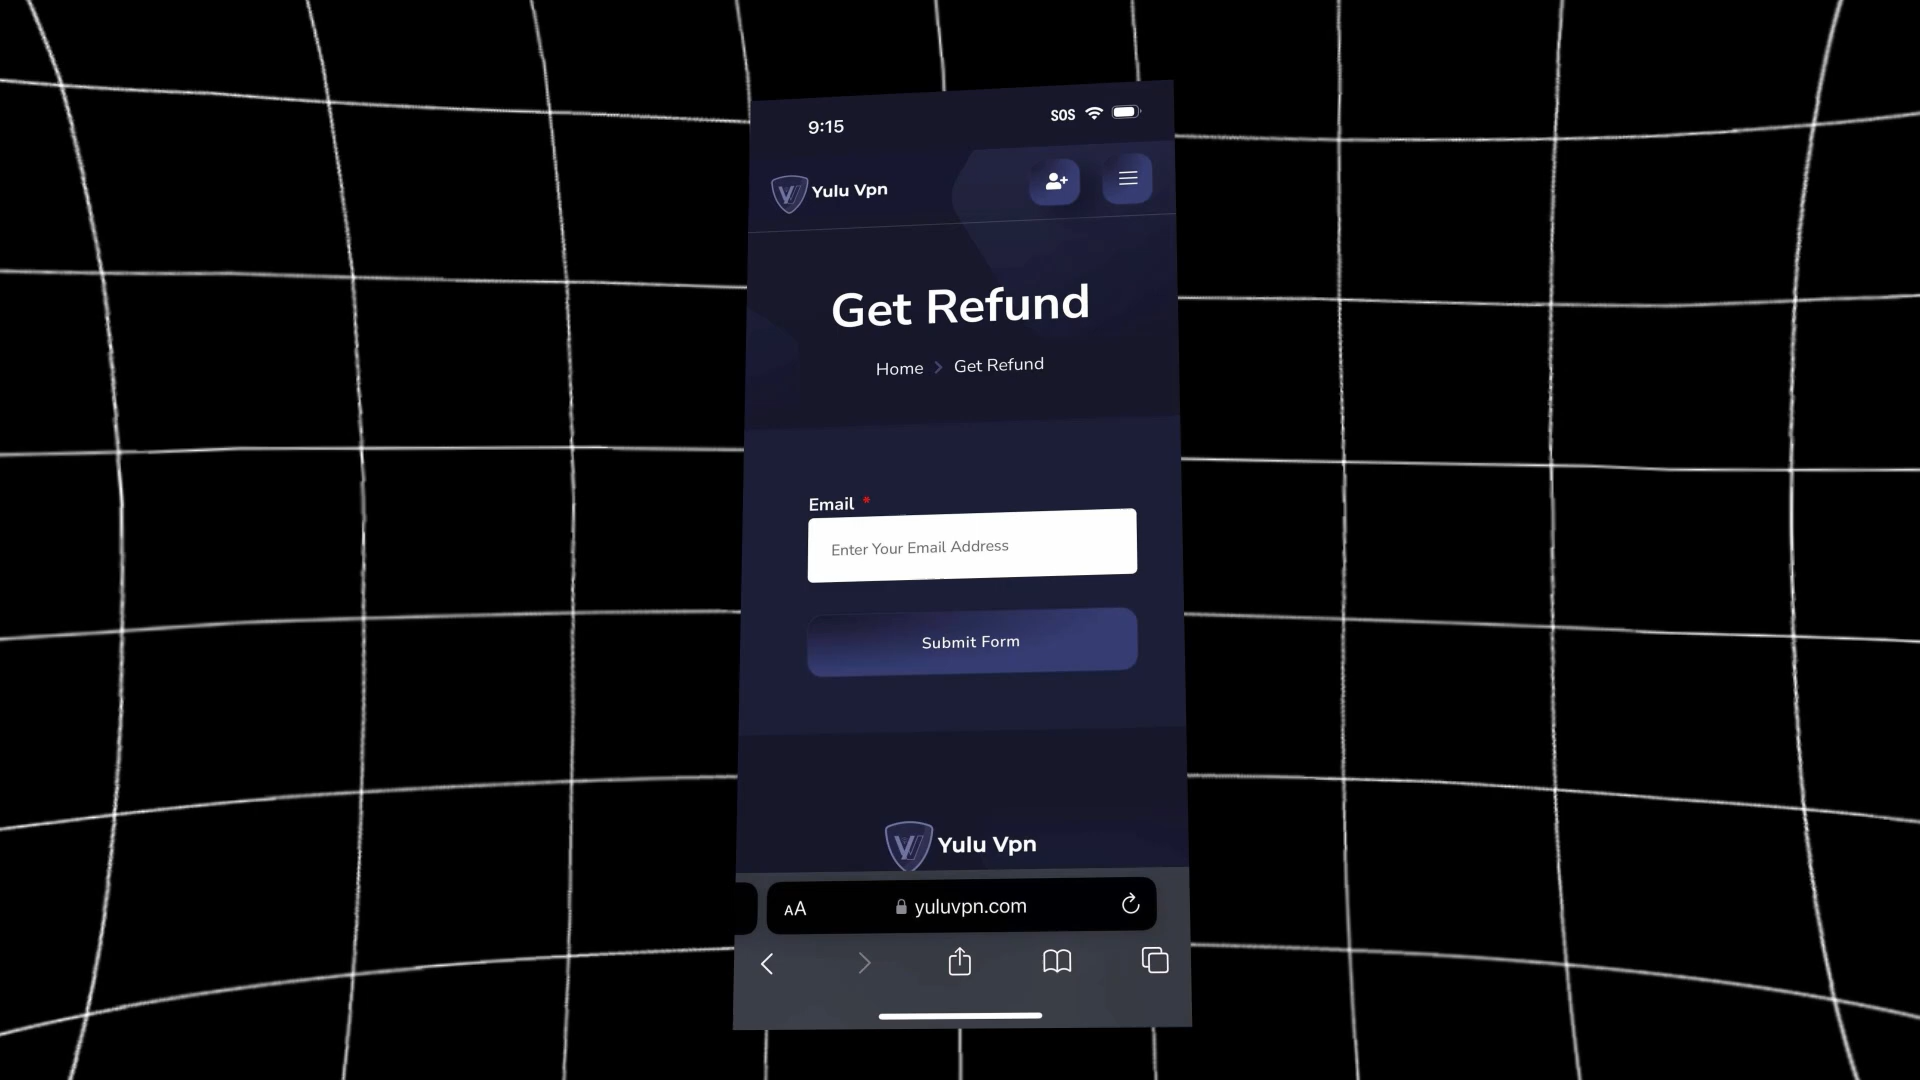 9:15 SOS
Yulu Vpn
Get Refund
Home Get Refund
Email *
Enter Your Email Address
Submit Form
Yulu Vpn
AA yuluvpn.com